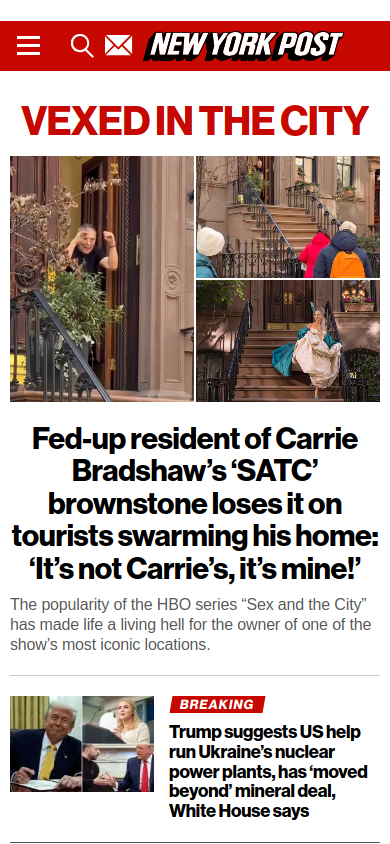 NEW YORK POST
VEXED IN THE CITY
Fed-up resident of Carrie
Bradshaw’s ‘SATC’
brownstone loses it on
tourists swarming his home:
‘It’s not Carrie’s, it’s mine!’
The popularity of the HBO series “Sex and the City”
has made life a living hell for the owner of one of the
show’s most iconic locations.
BREAKING
Trump suggests US help
run Ukraine’s nuclear
power plants, has ‘moved
beyond’ mineral deal,
White House says